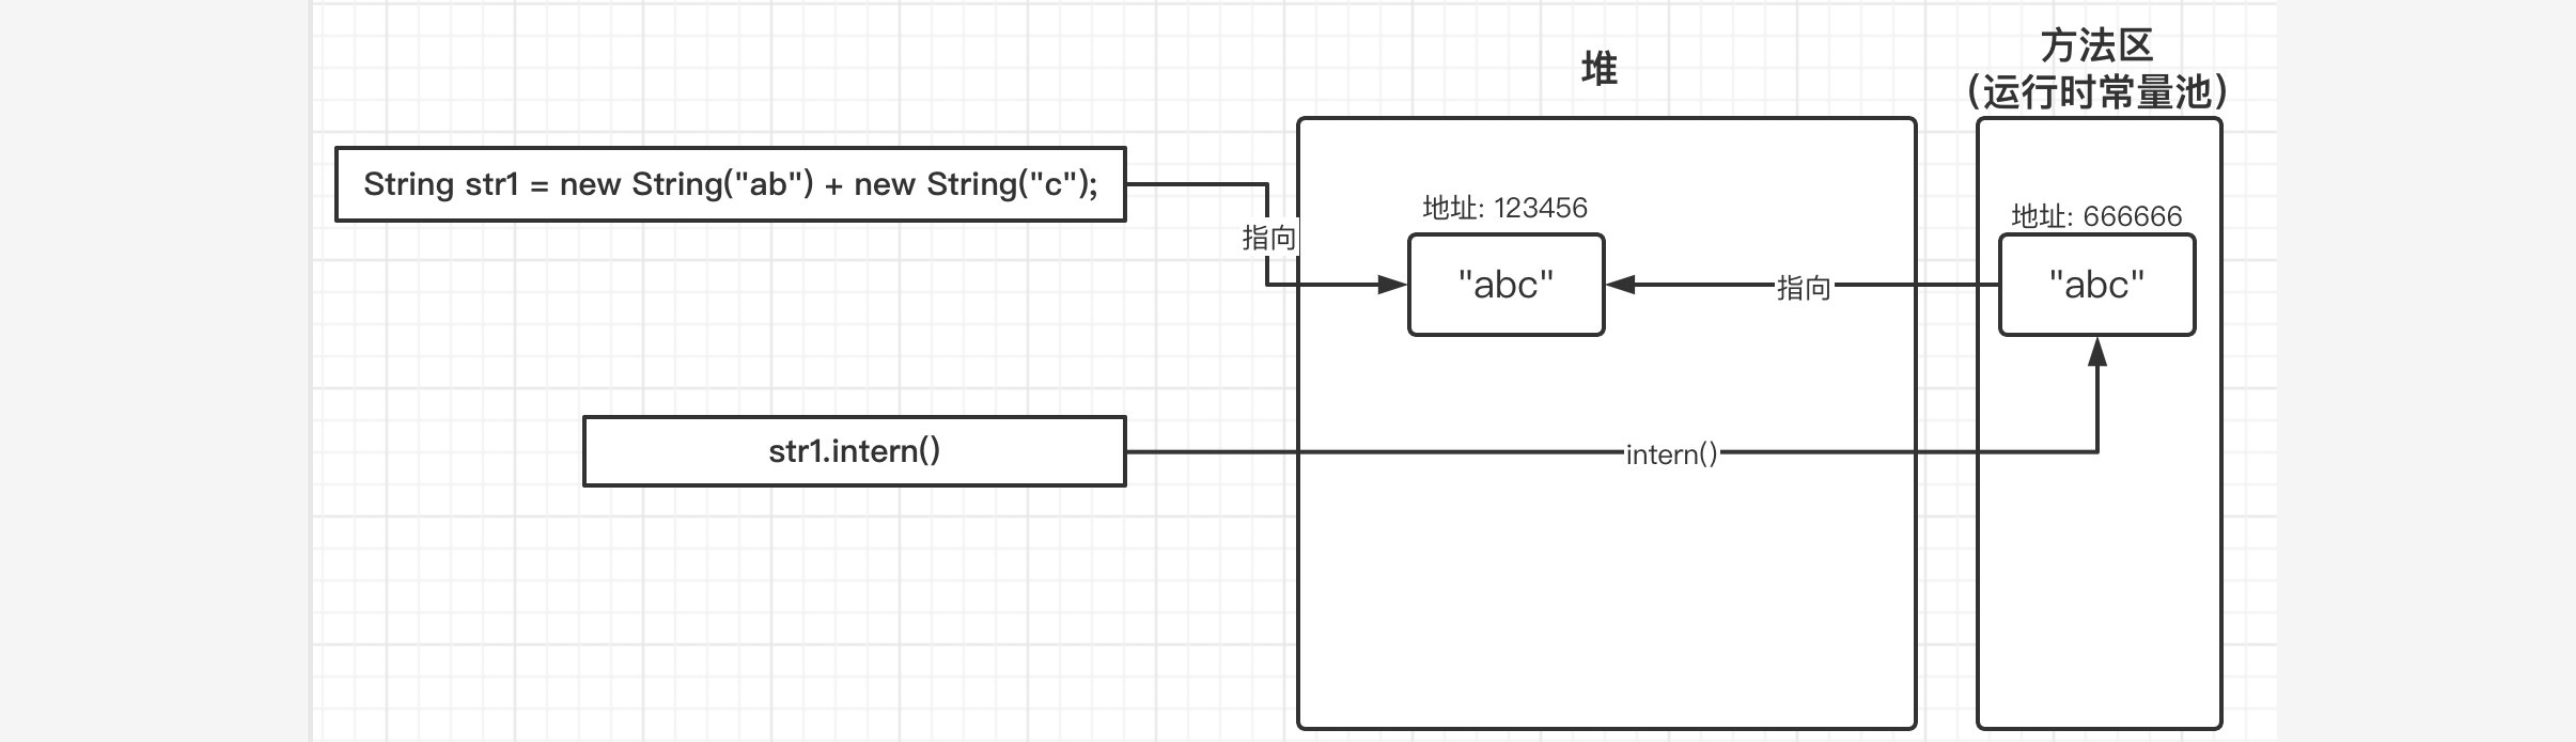 堆
方法区
(运行时常量池)
String str1 = new String("ab") + new String("c");
指向
地址: 123456
"abc"
指向
地址: 666666
"abc"
str1.intern()
intern()